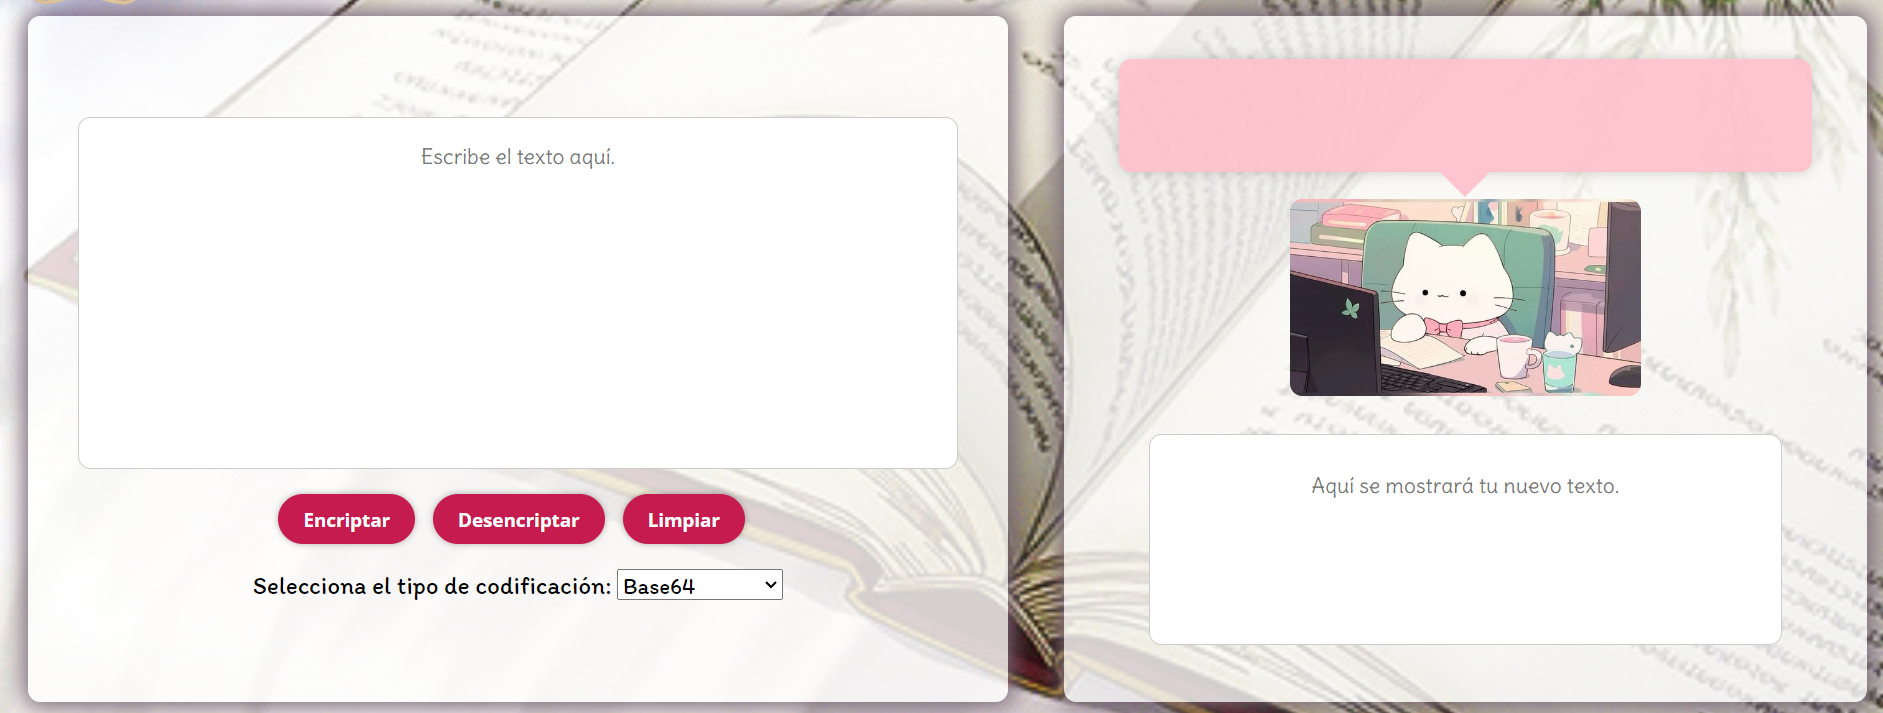 Escribe el texto aquí.
Encriptar
Desencriptar
Limpiar
Selecciona el tipo de codificación: Base64
Aquí se mostrará tu nuevo texto.